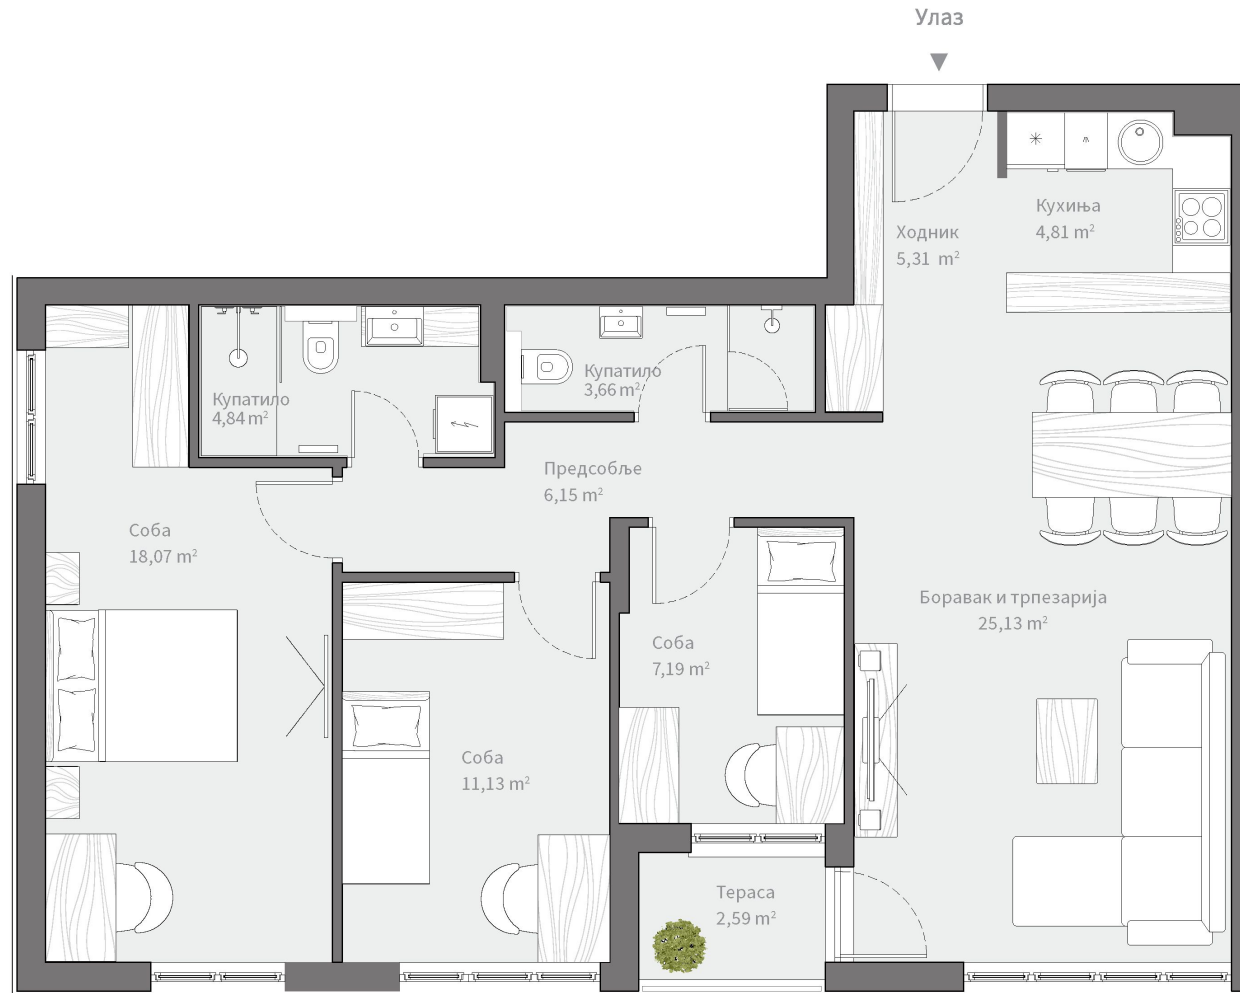 Улаз
Кухиња
4,81 m²
Ходник
5,31 m²
Купатило
3,66 m²
Купатило
4,84 m²
Предсобље
6,15 m²
Соба
18,07 m²
Боравак и трпезарија
25,13 m²
Соба
7,19 m²
Соба
11,13 m²
Тераса
2,59 m²